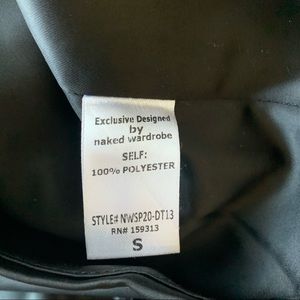 Exclusive Designed
by
naked wardrobe
SELF:
100% POLYESTER
STYLE# NWSP20-DT13
RN# 159313
S